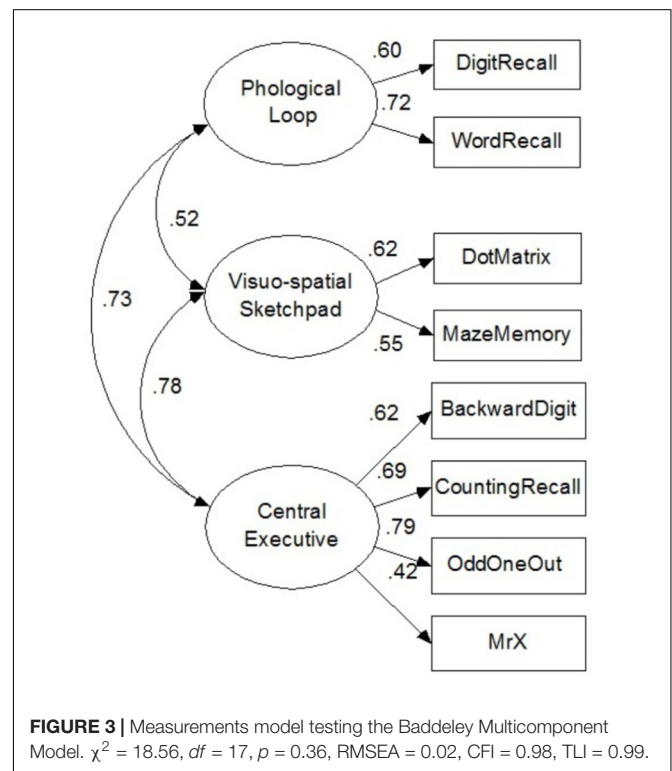 .60
DigitRecall
Phological
Loop
.72
WordRecall
.52
.62
DotMatrix
Visuo-spatial
Sketchpad
.73
.55
MazeMemory
.78
.62
BackwardDigit
.69
CountingRecall
Central
Executive
.79
OddOneOut
.42
MrX
FIGURE 3 | Measurements model testing the Baddeley Multicomponent
Model. χ² = 18.56, df = 17, p = 0.36, RMSEA = 0.02, CFI = 0.98, TLI = 0.99.